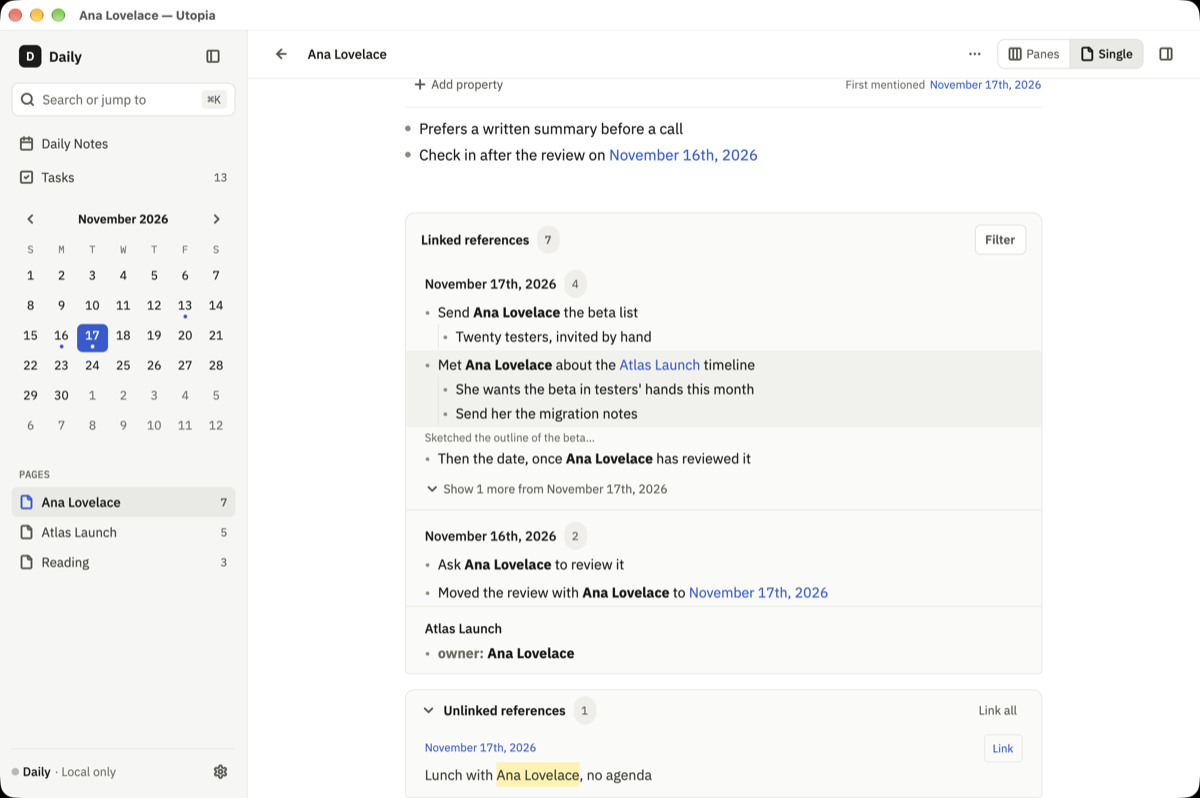 Ana Lovelace — Utopia
D Daily
Search or jump to ⌘K
Daily Notes
Tasks 13
November 2026
S M T W T F S
1 2 3 4 5 6 7
8 9 10 11 12 13 14
15 16 17 18 19 20 21
22 23 24 25 26 27 28
29 30 1 2 3 4 5
6 7 8 9 10 11 12
PAGES
Ana Lovelace 7
Atlas Launch 5
Reading 3
Daily · Local only
Ana Lovelace
Panes Single
Add property First mentioned November 17th, 2026
Prefers a written summary before a call
Check in after the review on November 16th, 2026
Linked references 7 Filter
November 17th, 2026 4
Send Ana Lovelace the beta list
Twenty testers, invited by hand
Met Ana Lovelace about the Atlas Launch timeline
She wants the beta in testers' hands this month
Send her the migration notes
Sketched the outline of the beta…
Then the date, once Ana Lovelace has reviewed it
Show 1 more from November 17th, 2026
November 16th, 2026 2
Ask Ana Lovelace to review it
Moved the review with Ana Lovelace to November 17th, 2026
Atlas Launch
owner: Ana Lovelace
Unlinked references 1 Link all
November 17th, 2026 Link
Lunch with Ana Lovelace, no agenda